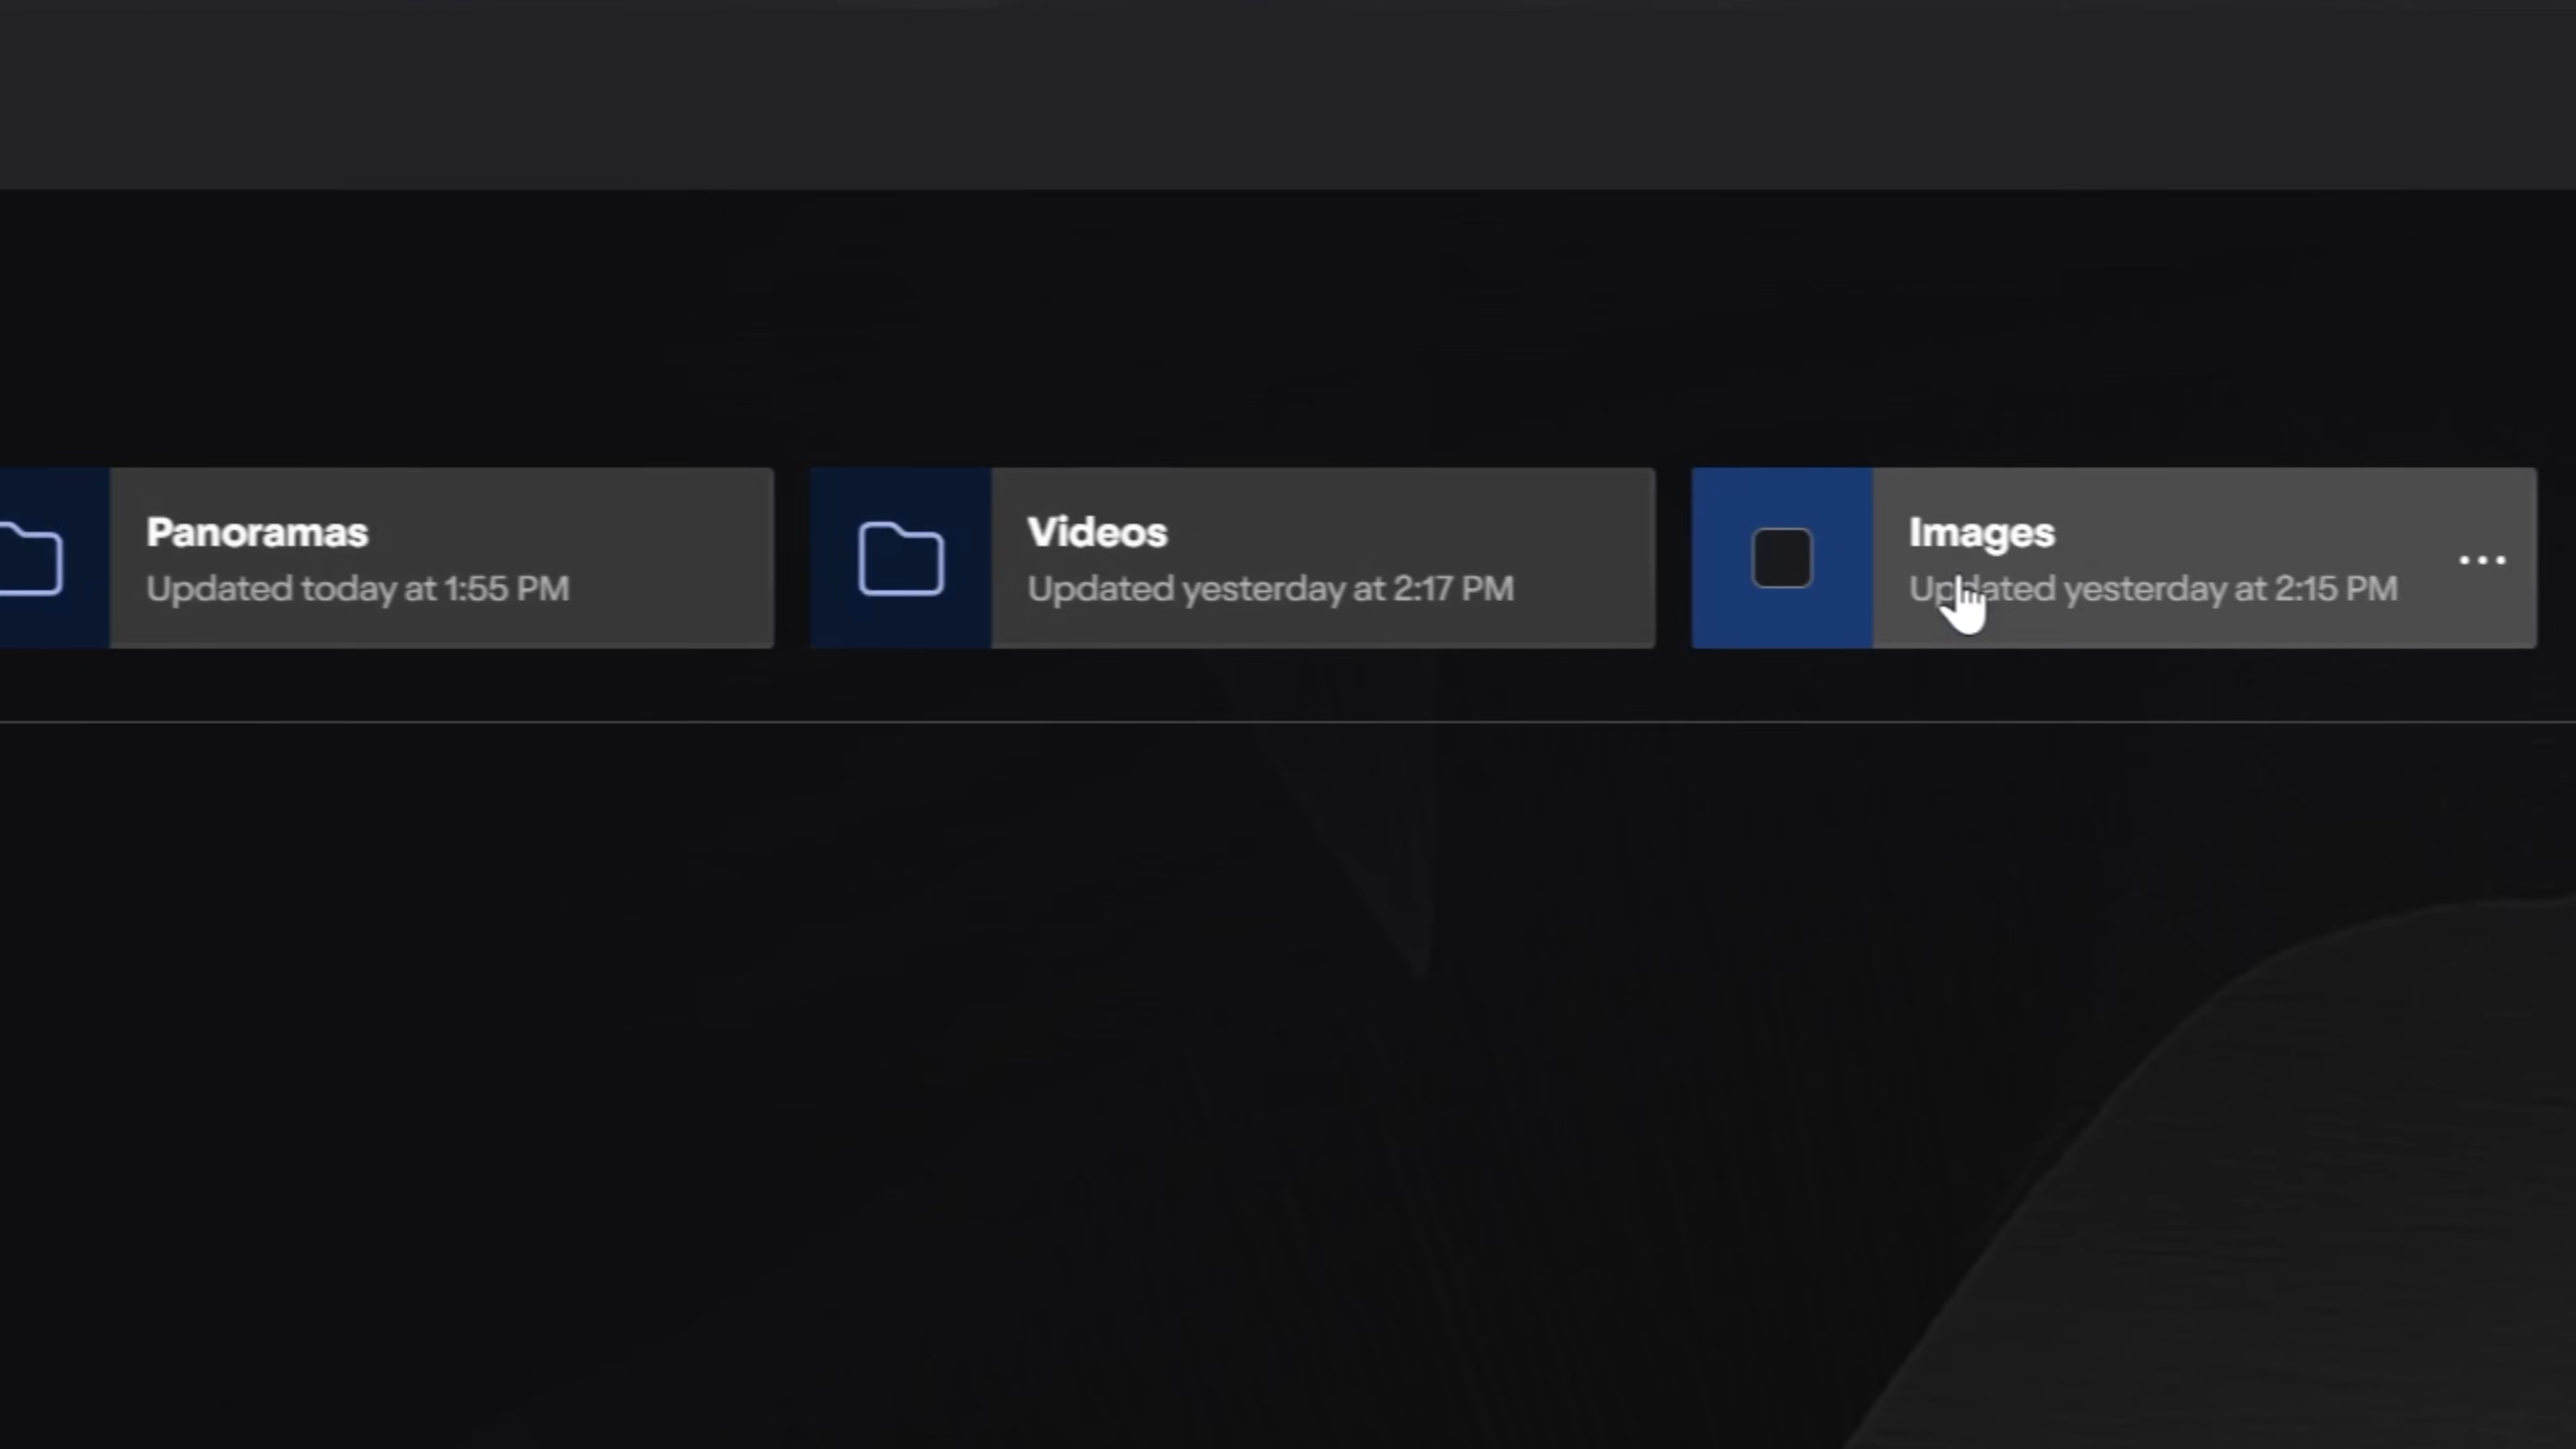 Panoramas
Updated today at 1:55 PM
Videos
Updated yesterday at 2:17 PM
Images
Updated yesterday at 2:15 PM